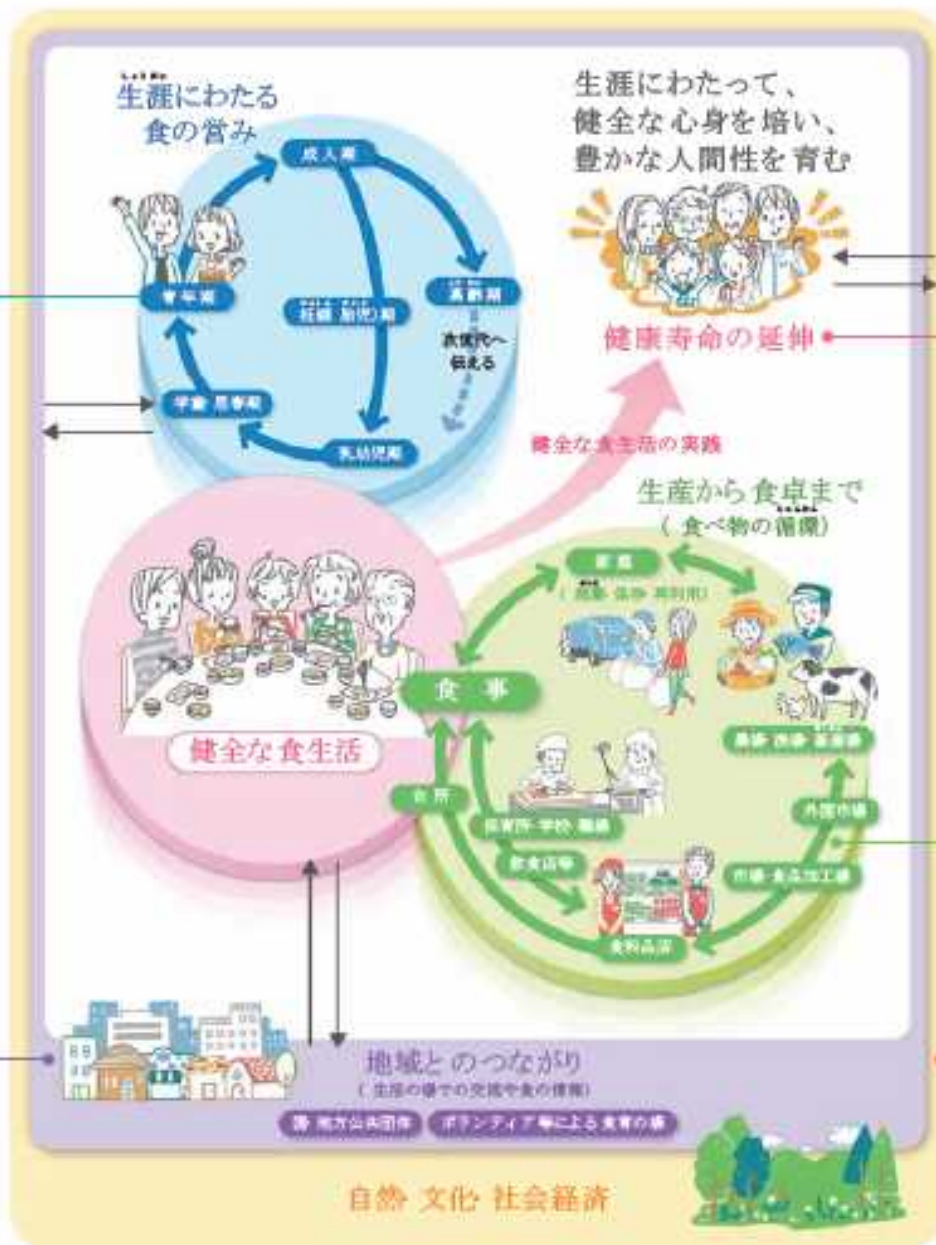 生涯にわたる
食の営み
成人期
青年期
妊婦(胎児)期
高齢期
次世代へ
伝える
学童・思春期
乳幼児期
生涯にわたって、
健全な心身を培い、
豊かな人間性を育む
健康寿命の延伸
健全な食生活の実践
生産から食卓まで
(食べ物の循環)
家庭
保存・再利用)
食事
健全な食生活
農場・漁場・畜産場
台所
保育所・学校・職場
外国市場
飲食店等
市場・食品加工場
食料品店
地域とのつながり
(生活の場での交流や食の情報)
国・地方公共団体
ボランティア等による食育の場
自然・文化・社会経済